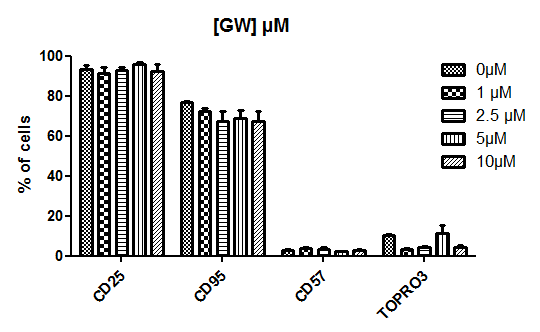 [GW] µM
100
80
60
40
20
0
% of cells
CD25
CD95
CD57
TOPRO3
0µM
1 µM
2.5 µM
5µM
10µM